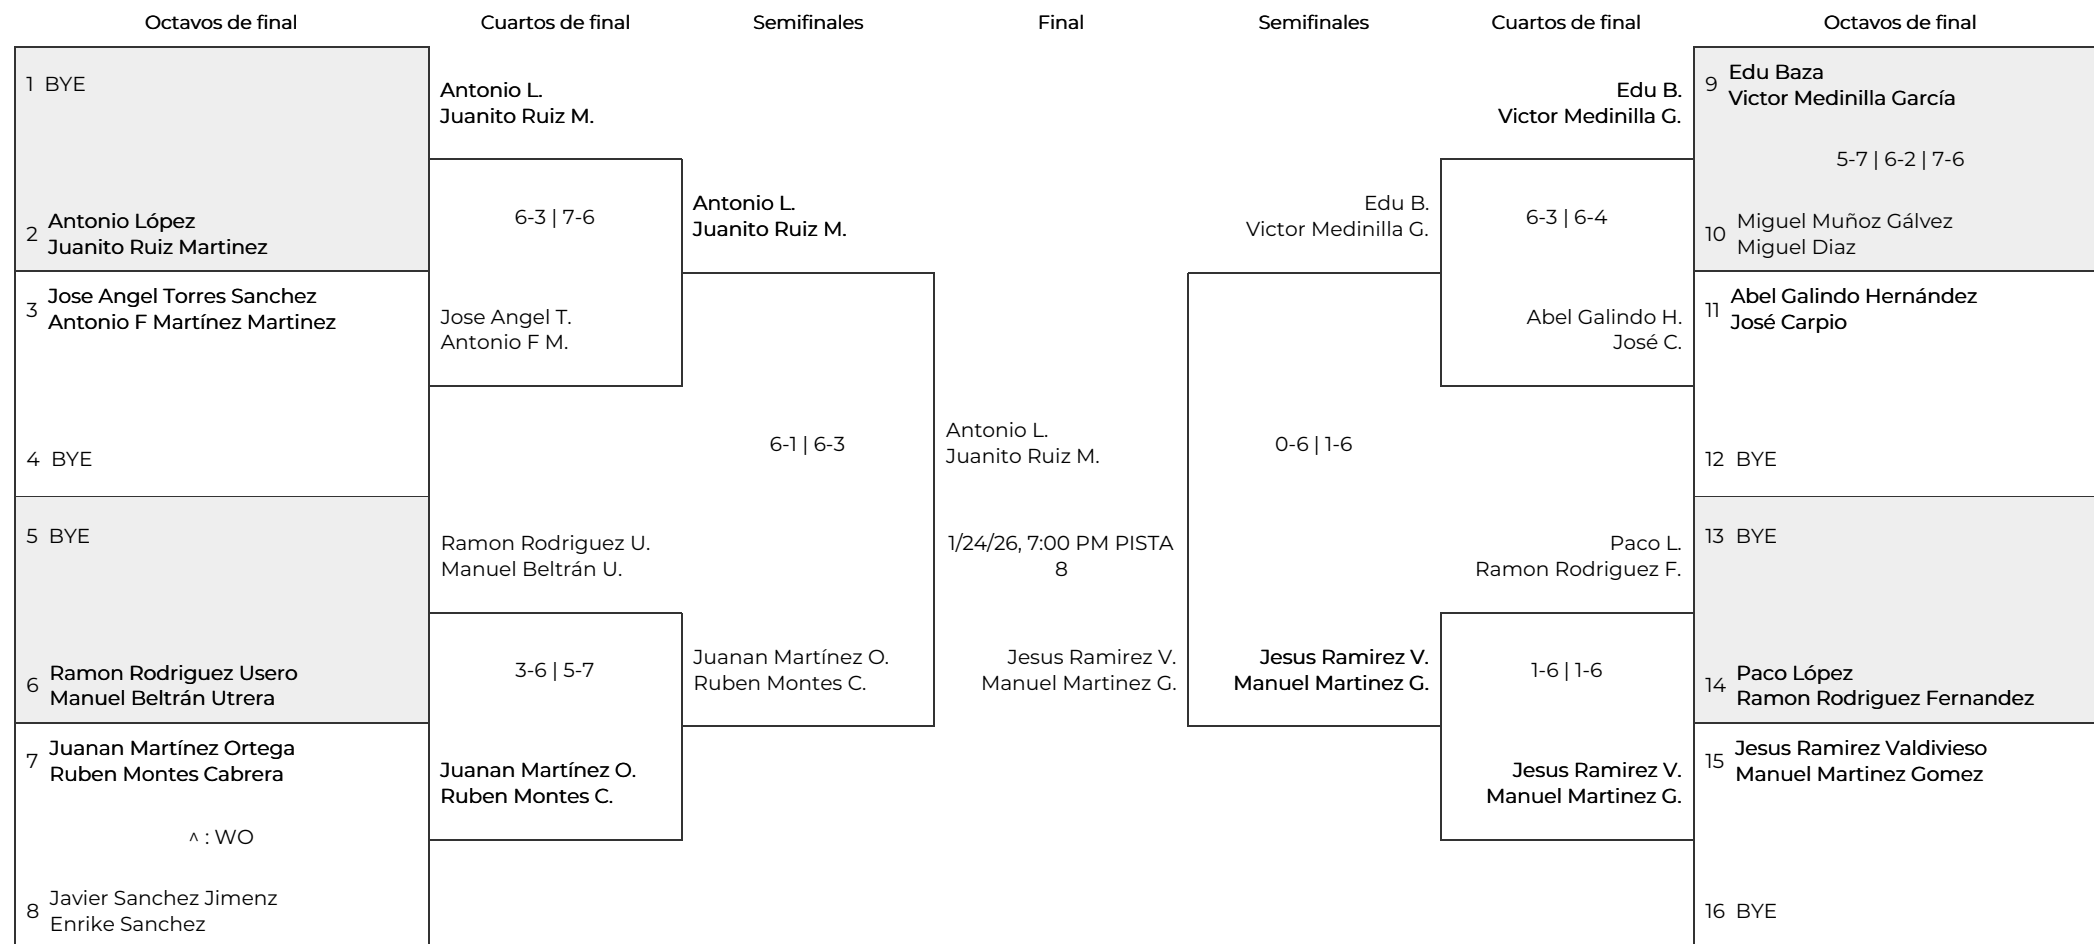 Octavos de final
Cuartos de final
Semifinales
Final
Semifinales
Cuartos de final
Octavos de final
1 BYE
2 Antonio López
Juanito Ruiz Martinez
3 Jose Angel Torres Sanchez
Antonio F Martínez Martinez
4 BYE
5 BYE
6 Ramon Rodriguez Usero
Manuel Beltrán Utrera
7 Juanan Martínez Ortega
Ruben Montes Cabrera
^ : WO
8 Javier Sanchez Jimenz
Enrike Sanchez
Antonio L.
Juanito Ruiz M.
6-3 | 7-6
Jose Angel T.
Antonio F M.
Ramon Rodriguez U.
Manuel Beltrán U.
3-6 | 5-7
Juanan Martínez O.
Ruben Montes C.
Antonio L.
Juanito Ruiz M.
6-1 | 6-3
Juanan Martínez O.
Ruben Montes C.
Antonio L.
Juanito Ruiz M.
1/24/26, 7:00 PM PISTA
8
Jesus Ramirez V.
Manuel Martinez G.
Edu B.
Victor Medinilla G.
0-6 | 1-6
Jesus Ramirez V.
Manuel Martinez G.
Edu B.
Victor Medinilla G.
6-3 | 6-4
Abel Galindo H.
José C.
Paco L.
Ramon Rodriguez F.
1-6 | 1-6
Jesus Ramirez V.
Manuel Martinez G.
9 Edu Baza
Victor Medinilla García
5-7 | 6-2 | 7-6
10 Miguel Muñoz Gálvez
Miguel Diaz
11 Abel Galindo Hernández
José Carpio
12 BYE
13 BYE
14 Paco López
Ramon Rodriguez Fernandez
15 Jesus Ramirez Valdivieso
Manuel Martinez Gomez
16 BYE